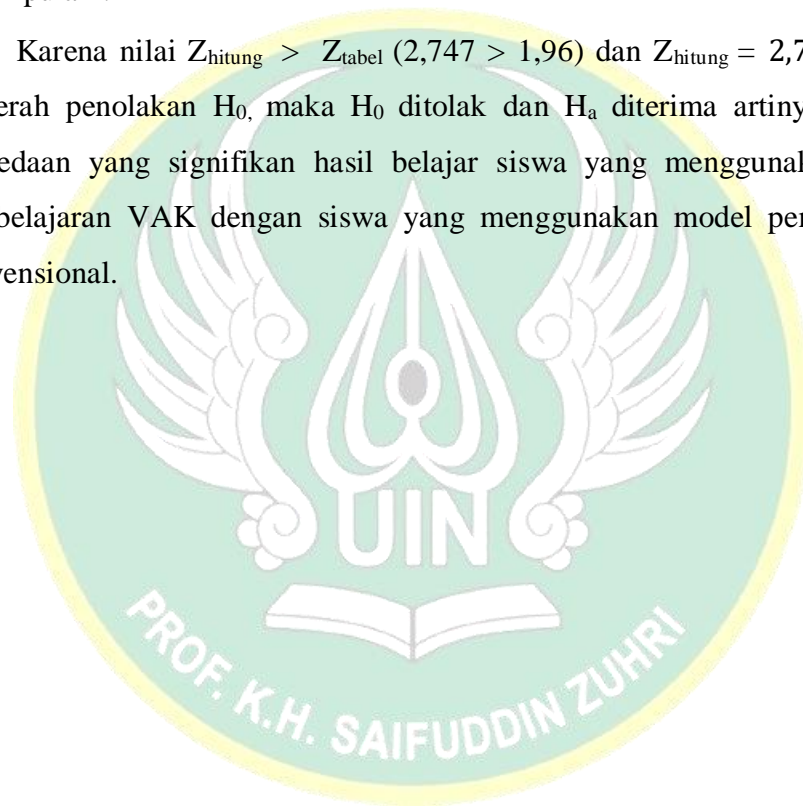 Karena nilai Zhitung > Ztabel (2,747 > 1,96) dan Zhitung = 2,7
erah penolakan H0, maka H0 ditolak dan Ha diterima artiny
edaan yang signifikan hasil belajar siswa yang menggunak
belajaran VAK dengan siswa yang menggunakan model per
vensional.
UIN
PROF. K.H. SAIFUDDIN ZUHRI